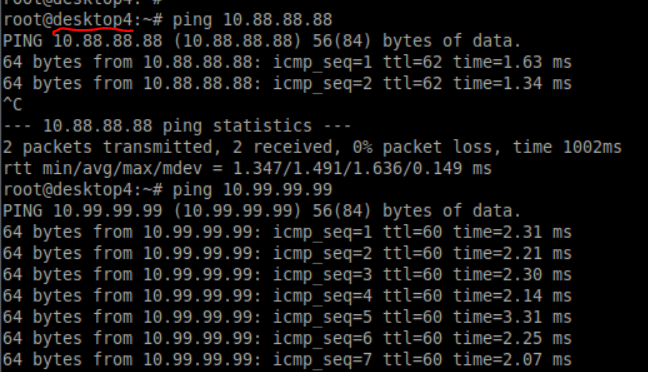 root@desktop4:~#
root@desktop4:~# ping 10.88.88.88
PING 10.88.88.88 (10.88.88.88) 56(84) bytes of data.
64 bytes from 10.88.88.88: icmp_seq=1 ttl=62 time=1.63 ms
64 bytes from 10.88.88.88: icmp_seq=2 ttl=62 time=1.34 ms
^C
--- 10.88.88.88 ping statistics ---
2 packets transmitted, 2 received, 0% packet loss, time 1002ms
rtt min/avg/max/mdev = 1.347/1.491/1.636/0.149 ms
root@desktop4:~# ping 10.99.99.99
PING 10.99.99.99 (10.99.99.99) 56(84) bytes of data.
64 bytes from 10.99.99.99: icmp_seq=1 ttl=60 time=2.31 ms
64 bytes from 10.99.99.99: icmp_seq=2 ttl=60 time=2.21 ms
64 bytes from 10.99.99.99: icmp_seq=3 ttl=60 time=2.30 ms
64 bytes from 10.99.99.99: icmp_seq=4 ttl=60 time=2.14 ms
64 bytes from 10.99.99.99: icmp_seq=5 ttl=60 time=3.31 ms
64 bytes from 10.99.99.99: icmp_seq=6 ttl=60 time=2.25 ms
64 bytes from 10.99.99.99: icmp_seq=7 ttl=60 time=2.07 ms